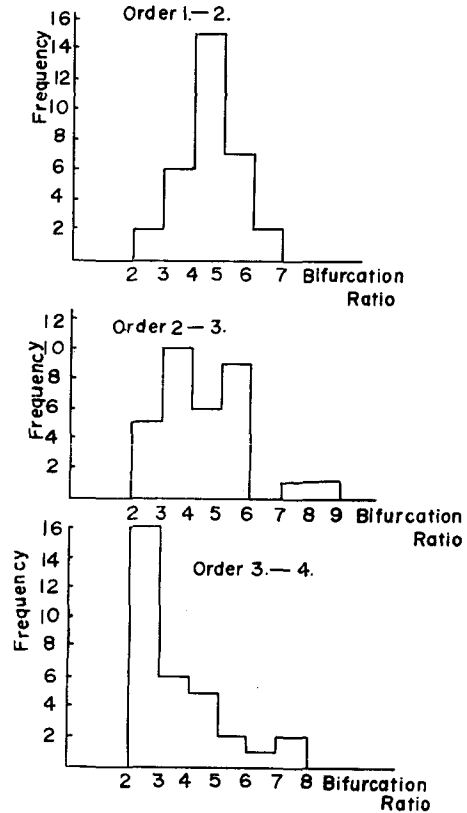 Order 1.—2.
Frequency
16
14
12
10
8
6
4
2
2 3 4 5 6 7 Bifurcation
Ratio
Order 2—3.
Frequency
12
10
8
6
4
2
2 3 4 5 6 7 8 9 Bifurcation
Ratio
Order 3.—4.
Frequency
16
14
12
10
8
6
4
2
2 3 4 5 6 7 8 Bifurcation
Ratio